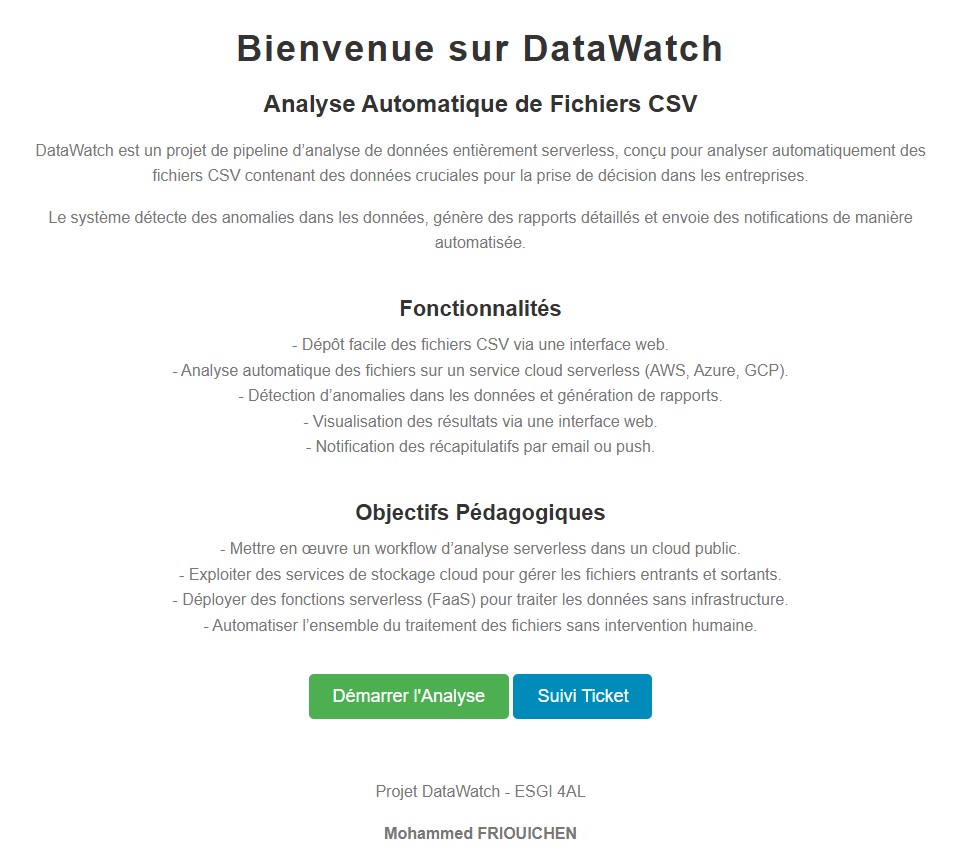 Bienvenue sur DataWatch
Analyse Automatique de Fichiers CSV
DataWatch est un projet de pipeline d’analyse de données entièrement serverless, conçu pour analyser automatiquement des
fichiers CSV contenant des données cruciales pour la prise de décision dans les entreprises.
Le système détecte des anomalies dans les données, génère des rapports détaillés et envoie des notifications de manière
automatisée.
Fonctionnalités
- Dépôt facile des fichiers CSV via une interface web.
- Analyse automatique des fichiers sur un service cloud serverless (AWS, Azure, GCP).
- Détection d’anomalies dans les données et génération de rapports.
- Visualisation des résultats via une interface web.
- Notification des récapitulatifs par email ou push.
Objectifs Pédagogiques
- Mettre en œuvre un workflow d’analyse serverless dans un cloud public.
- Exploiter des services de stockage cloud pour gérer les fichiers entrants et sortants.
- Déployer des fonctions serverless (FaaS) pour traiter les données sans infrastructure.
- Automatiser l’ensemble du traitement des fichiers sans intervention humaine.
Démarrer l'Analyse Suivi Ticket
Projet DataWatch - ESGI 4AL
Mohammed FRIOUICHEN